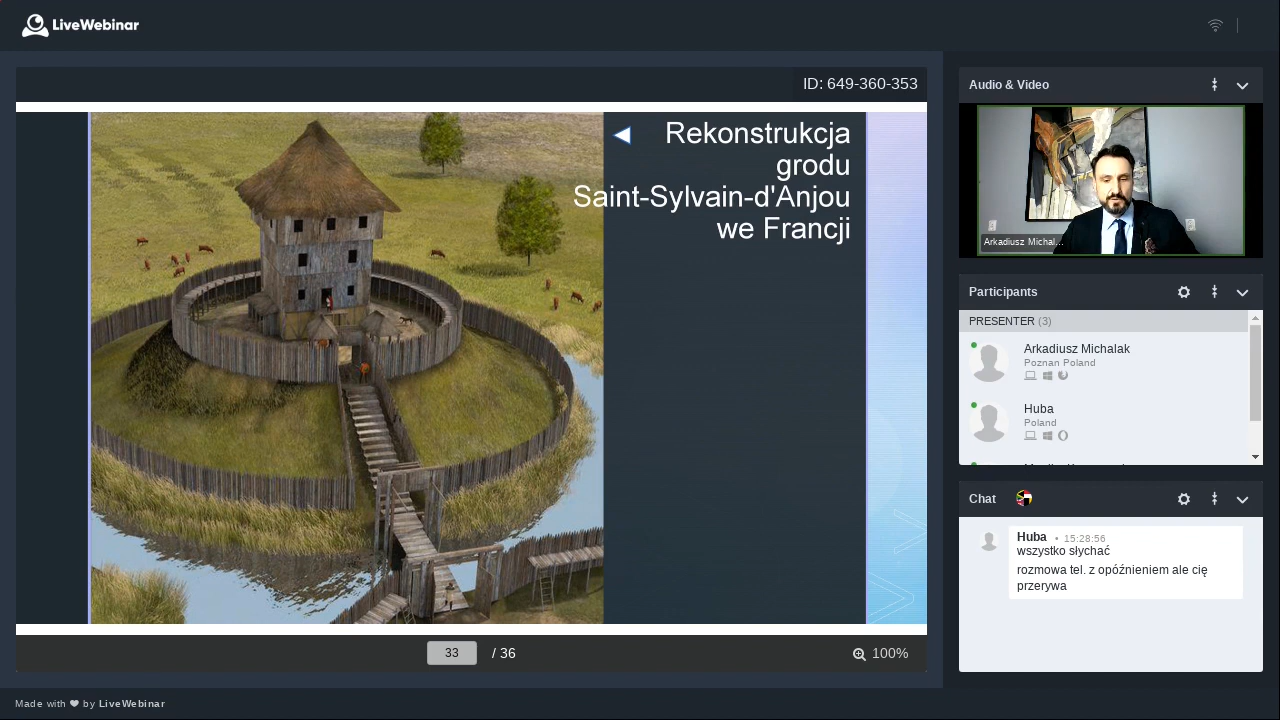 LiveWebinar
ID: 649-360-353
Rekonstrukcja
grodu
Saint-Sylvain-d'Anjou
we Francji
33 / 36
100%
Audio & Video
Arkadiusz Michal...
Participants
PRESENTER (3)
Arkadiusz Michalak
Poznan Poland
Huba
Poland
Chat
Huba • 15:28:56
wszystko słychać
rozmowa tel. z opóźnieniem ale cię
przerywa
Made with by LiveWebinar